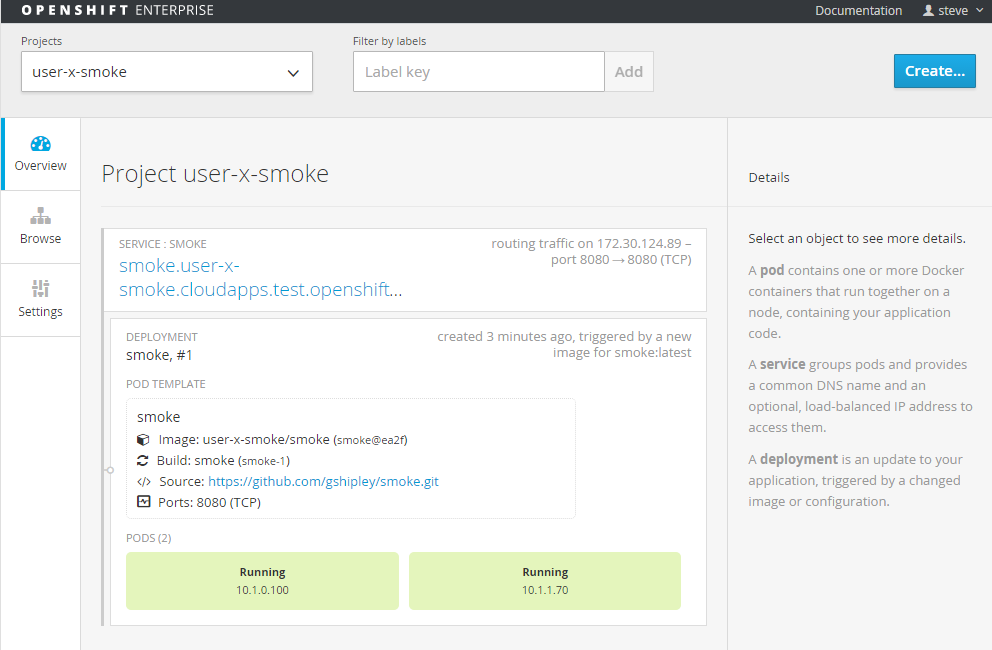 OPENSHIFT ENTERPRISE
Documentation
steve
Projects
Filter by labels
user-x-smoke
Label key
Add
Create...
Overview
Browse
Settings
Project user-x-smoke
SERVICE : SMOKE
smoke.user-x-
smoke.cloudapps.test.openshift...
routing traffic on 172.30.124.89 –
port 8080 → 8080 (TCP)
DEPLOYMENT
smoke, #1
created 3 minutes ago, triggered by a new
image for smoke:latest
POD TEMPLATE
smoke
Image: user-x-smoke/smoke (smoke@ea2f)
Build: smoke (smoke-1)
Source: https://github.com/gshipley/smoke.git
Ports: 8080 (TCP)
PODS (2)
Running
10.1.0.100
Running
10.1.1.70
Details
Select an object to see more details.
A pod contains one or more Docker
containers that run together on a
node, containing your application
code.
A service groups pods and provides
a common DNS name and an
optional, load-balanced IP address to
access them.
A deployment is an update to your
application, triggered by a changed
image or configuration.